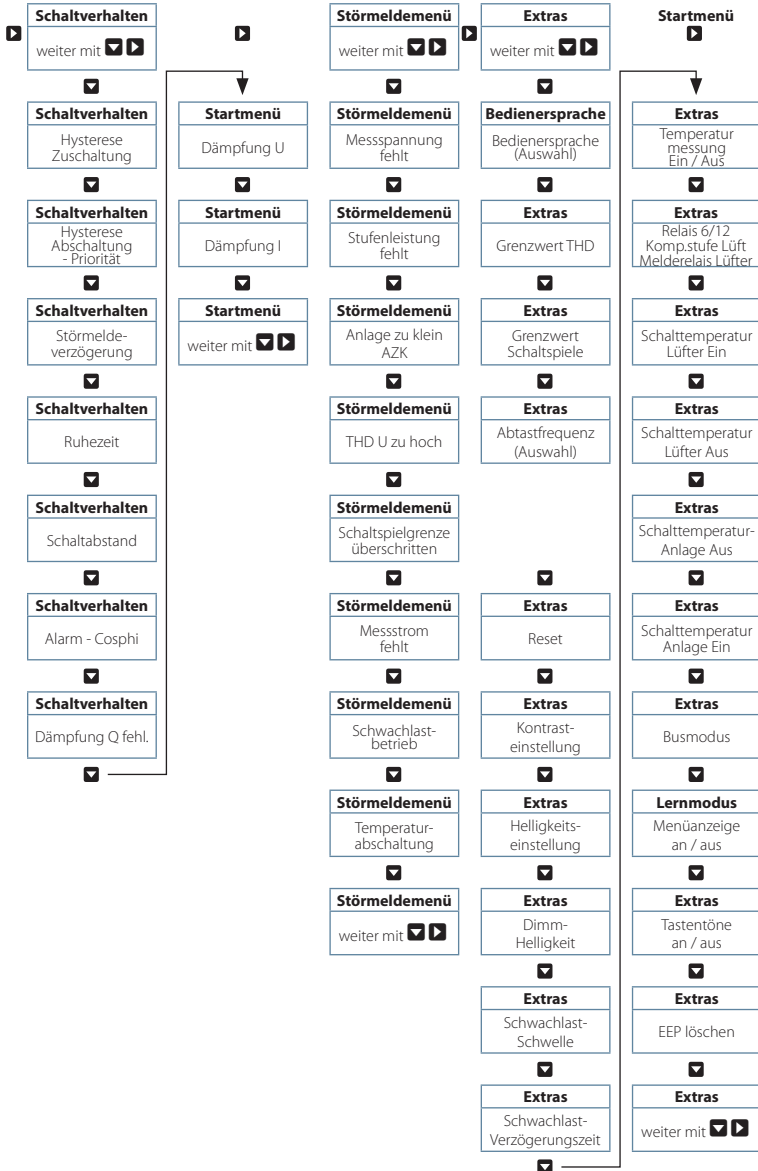 Schaltverhalten
weiter mit
Schaltverhalten
Hysterese
Zuschaltung
Schaltverhalten
Hysterese
Abschaltung
- Priorität
Schaltverhalten
Störmelde-
verzögerung
Schaltverhalten
Ruhezeit
Schaltverhalten
Schaltabstand
Schaltverhalten
Alarm - Cosphi
Schaltverhalten
Dämpfung Q fehl.
Startmenü
Dämpfung U
Startmenü
Dämpfung I
Startmenü
weiter mit
Störmeldemenü
weiter mit
Störmeldemenü
Messspannung
fehlt
Störmeldemenü
Stufenleistung
fehlt
Störmeldemenü
Anlage zu klein
AZK
Störmeldemenü
THD U zu hoch
Störmeldemenü
Schaltspielgrenze
überschritten
Störmeldemenü
Messstrom
fehlt
Störmeldemenü
Schwachlast-
betrieb
Störmeldemenü
Temperatur-
abschaltung
Störmeldemenü
weiter mit
Extras
weiter mit
Bedienersprache
Bedienersprache
(Auswahl)
Extras
Grenzwert THD
Extras
Grenzwert
Schaltspiele
Extras
Abtastfrequenz
(Auswahl)
Extras
Reset
Extras
Kontrast-
einstellung
Extras
Helligkeits-
einstellung
Extras
Dimm-
Helligkeit
Extras
Schwachlast-
Schwelle
Extras
Schwachlast-
Verzögerungszeit
Startmenü
Extras
Temperatur
messung
Ein / Aus
Extras
Relais 6/12
Komp.stufe Lüft
Melderelais Lüfter
Extras
Schalttemperatur
Lüfter Ein
Extras
Schalttemperatur
Lüfter Aus
Extras
Schalttemperatur-
Anlage Aus
Extras
Schalttemperatur
Anlage Ein
Extras
Busmodus
Lernmodus
Menüanzeige
an / aus
Extras
Tastentöne
an / aus
Extras
EEP löschen
Extras
weiter mit